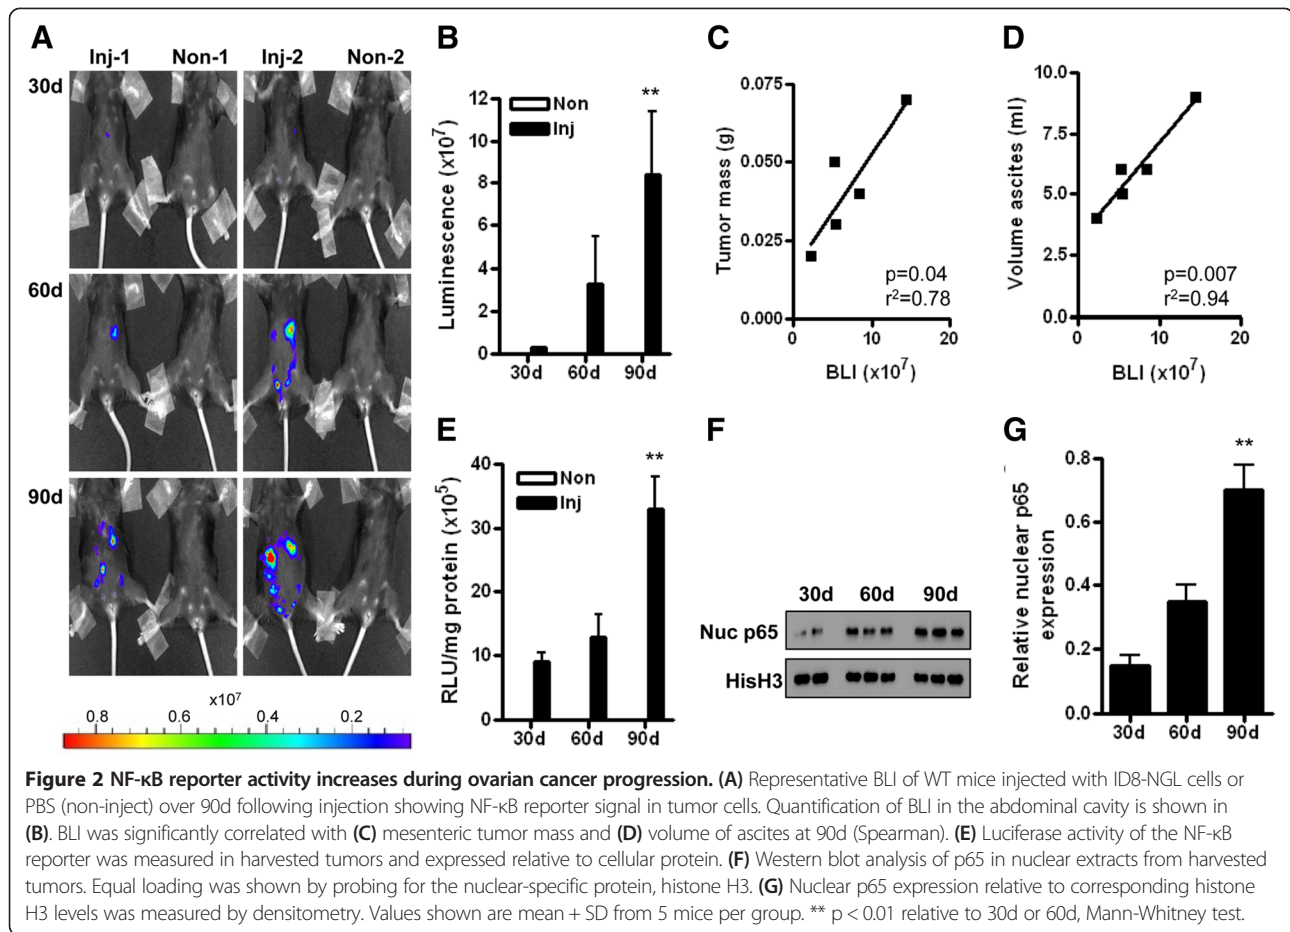 A
Inj-1 Non-1 Inj-2 Non-2
30d
60d
90d
x10⁷
0.8 0.6 0.4 0.2
B
Luminescence (x10⁷)
12
10
8
6
4
2
0
Non
Inj
**
30d 60d 90d
C
Tumor mass (g)
0.075
0.050
0.025
0.000
p=0.04
r²=0.78
0 10 20
BLI (x10⁷)
D
Volume ascites (ml)
10.0
7.5
5.0
2.5
0.0
p=0.007
r²=0.94
0 10 20
BLI (x10⁷)
E
RLU/mg protein (x10⁵)
40
30
20
10
0
Non
Inj
**
30d 60d 90d
F
30d 60d 90d
Nuc p65
HisH3
G
Relative nuclear p65
expression
0.8
0.6
0.4
0.2
0.0
**
30d 60d 90d
Figure 2 NF-κB reporter activity increases during ovarian cancer progression. (A) Representative BLI of WT mice injected with ID8-NGL cells or
PBS (non-inject) over 90d following injection showing NF-κB reporter signal in tumor cells. Quantification of BLI in the abdominal cavity is shown in
(B). BLI was significantly correlated with (C) mesenteric tumor mass and (D) volume of ascites at 90d (Spearman). (E) Luciferase activity of the NF-κB
reporter was measured in harvested tumors and expressed relative to cellular protein. (F) Western blot analysis of p65 in nuclear extracts from harvested
tumors. Equal loading was shown by probing for the nuclear-specific protein, histone H3. (G) Nuclear p65 expression relative to corresponding histone
H3 levels was measured by densitometry. Values shown are mean + SD from 5 mice per group. ** p < 0.01 relative to 30d or 60d, Mann-Whitney test.